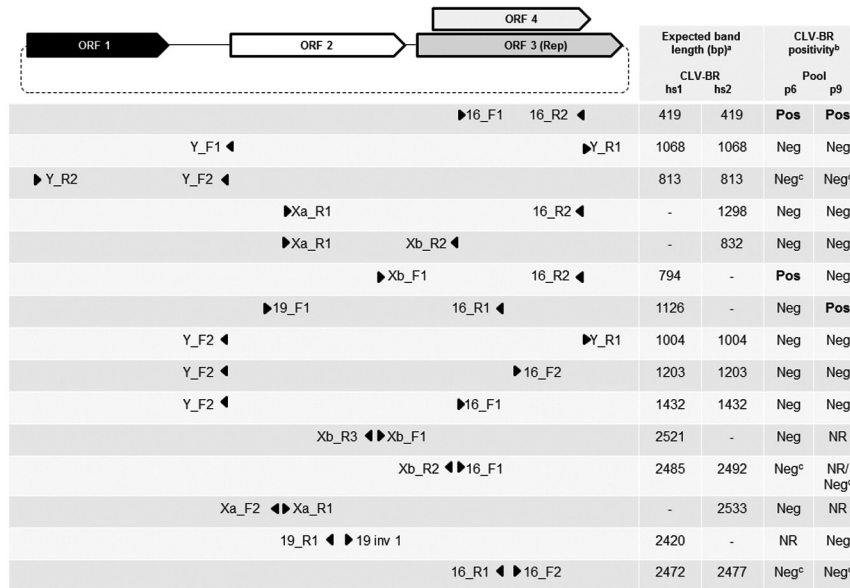 ORF 4
ORF 1 ORF 2 ORF 3 (Rep)
Expected band length (bp)ᵃ CLV-BR positivityᵇ
CLV-BR Pool
hs1 hs2 p6 p9
16_F1 16_R2 419 419 Pos Pos
Y_F1 Y_R1 1068 1068 Neg Neg
Y_R2 Y_F2 813 813 Negᶜ Negᶜ
Xa_R1 16_R2 - 1298 Neg Neg
Xa_R1 Xb_R2 - 832 Neg Neg
Xb_F1 16_R2 794 - Pos Neg
19_F1 16_R1 1126 - Neg Pos
Y_F2 Y_R1 1004 1004 Neg Neg
Y_F2 16_F2 1203 1203 Neg Neg
Y_F2 16_F1 1432 1432 Neg Neg
Xb_R3 Xb_F1 2521 - Neg NR
Xb_R2 16_F1 2485 2492 Negᶜ NR/
Negᶜ
Xa_F2 Xa_R1 - 2533 Neg NR
19_R1 19 inv 1 2420 - NR Neg
16_R1 16_F2 2472 2477 Negᶜ Negᶜ